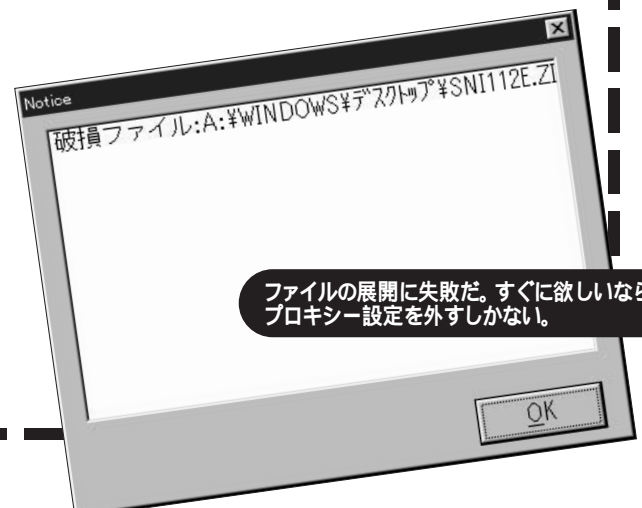 Notice
破損ファイル:A:¥WINDOWS¥ﾃﾞｽｸﾄｯﾌﾟ¥SNI112E.ZI
ファイルの展開に失敗だ。すぐに欲しいなら
プロキシー設定を外すしかない。
OK